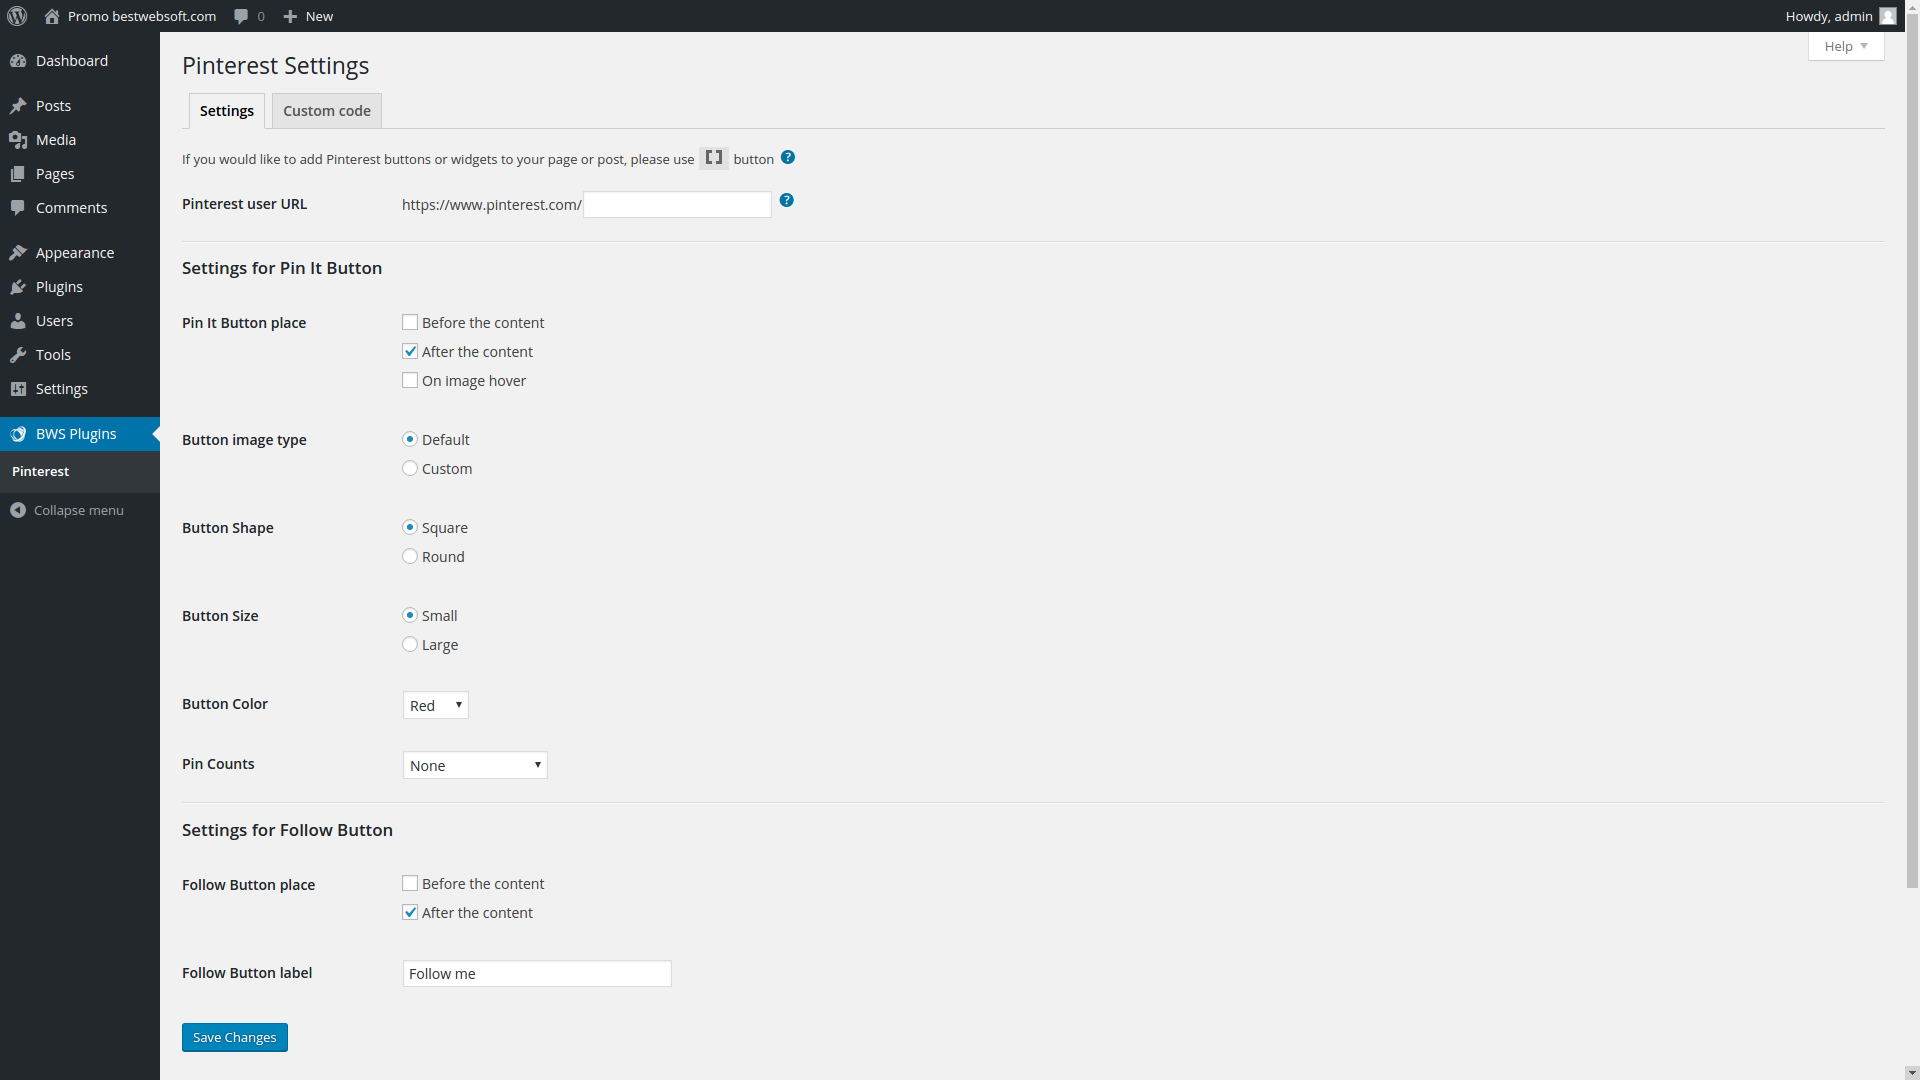 Promo bestwebsoft.com 0 New Howdy, admin
Help
Dashboard
Posts
Media
Pages
Comments
Appearance
Plugins
Users
Tools
Settings
BWS Plugins
Pinterest
Collapse menu
Pinterest Settings
Settings Custom code
If you would like to add Pinterest buttons or widgets to your page or post, please use [] button ?
Pinterest user URL https://www.pinterest.com/ ?
Settings for Pin It Button
Pin It Button place Before the content
After the content
On image hover
Button image type Default
Custom
Button Shape Square
Round
Button Size Small
Large
Button Color Red
Pin Counts None
Settings for Follow Button
Follow Button place Before the content
After the content
Follow Button label Follow me
Save Changes